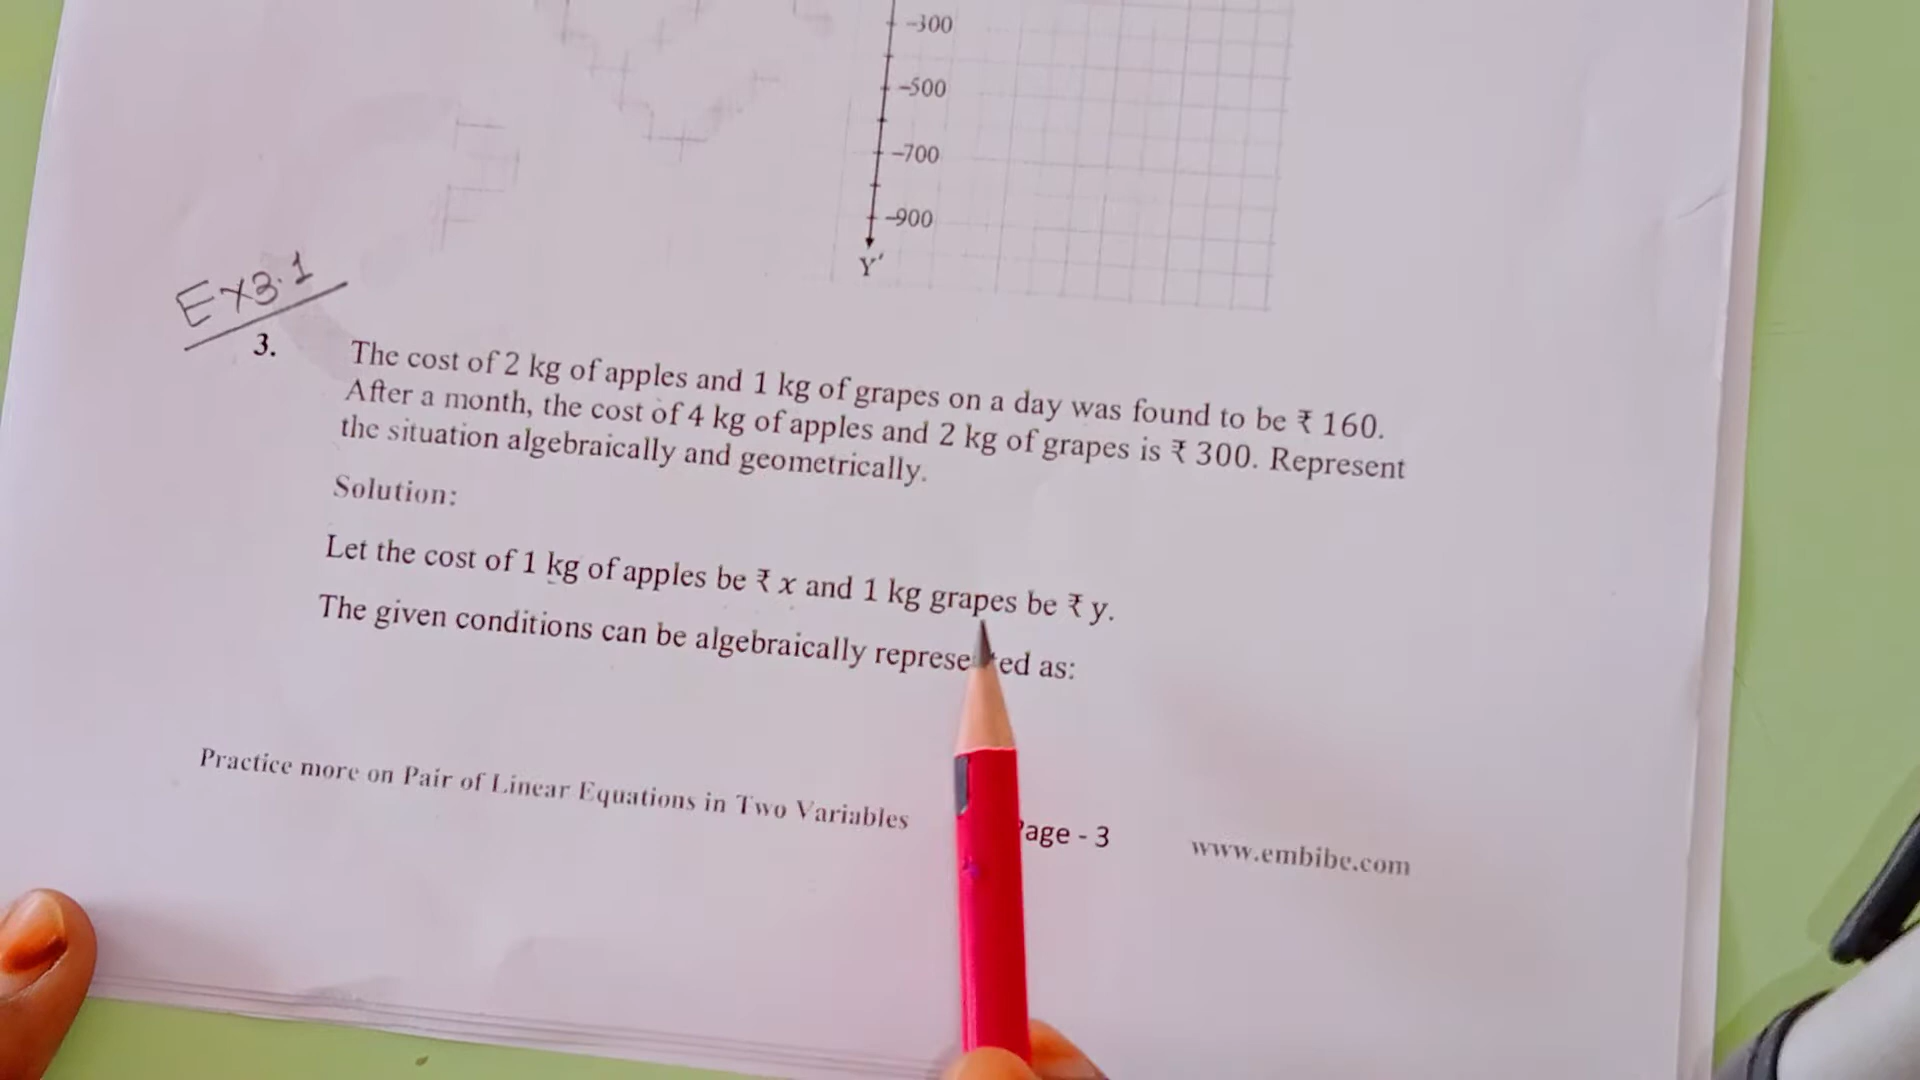 -300
-500
-700
-900
Y'
Ex3.1
3. The cost of 2 kg of apples and 1 kg of grapes on a day was found to be ₹ 160.
After a month, the cost of 4 kg of apples and 2 kg of grapes is ₹ 300. Represent
the situation algebraically and geometrically.
Solution:
Let the cost of 1 kg of apples be ₹ x and 1 kg grapes be ₹ y.
The given conditions can be algebraically as:
Practice more on Pair of Linear Equations in Two Variables - 3 www.embibe.com